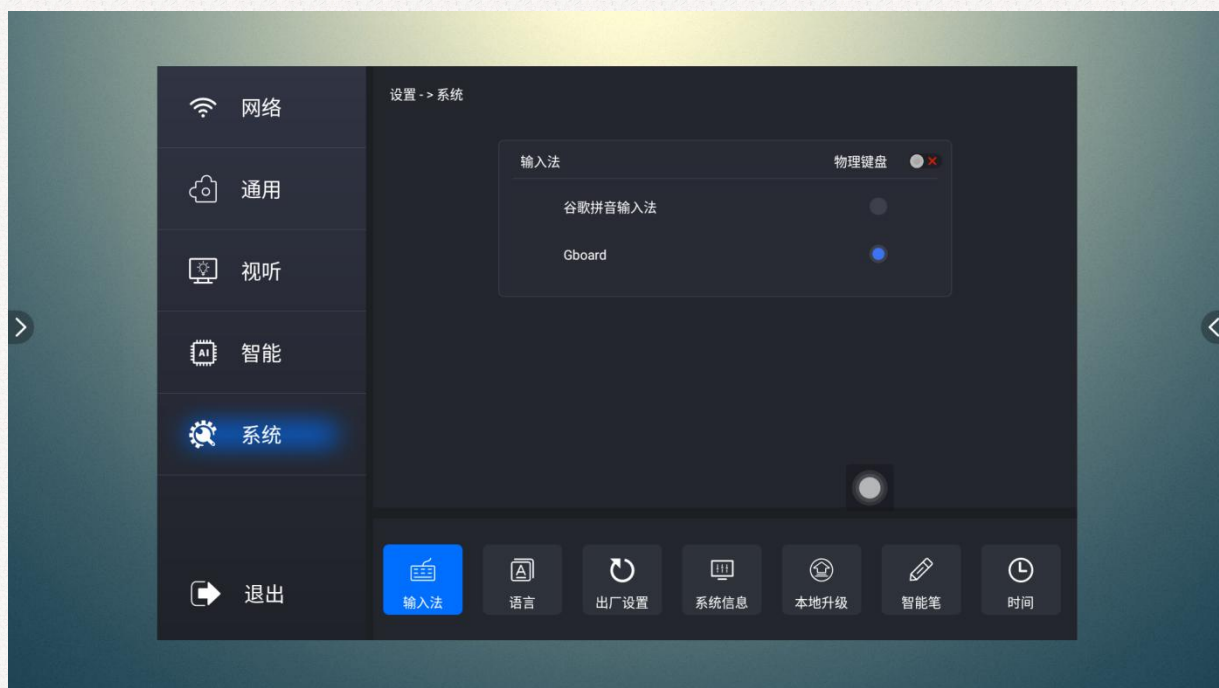 网络
通用
视听
智能
系统
退出
设置 - > 系统
输入法 物理键盘
谷歌拼音输入法
Gboard
输入法 语言 出厂设置 系统信息 本地升级 智能笔 时间